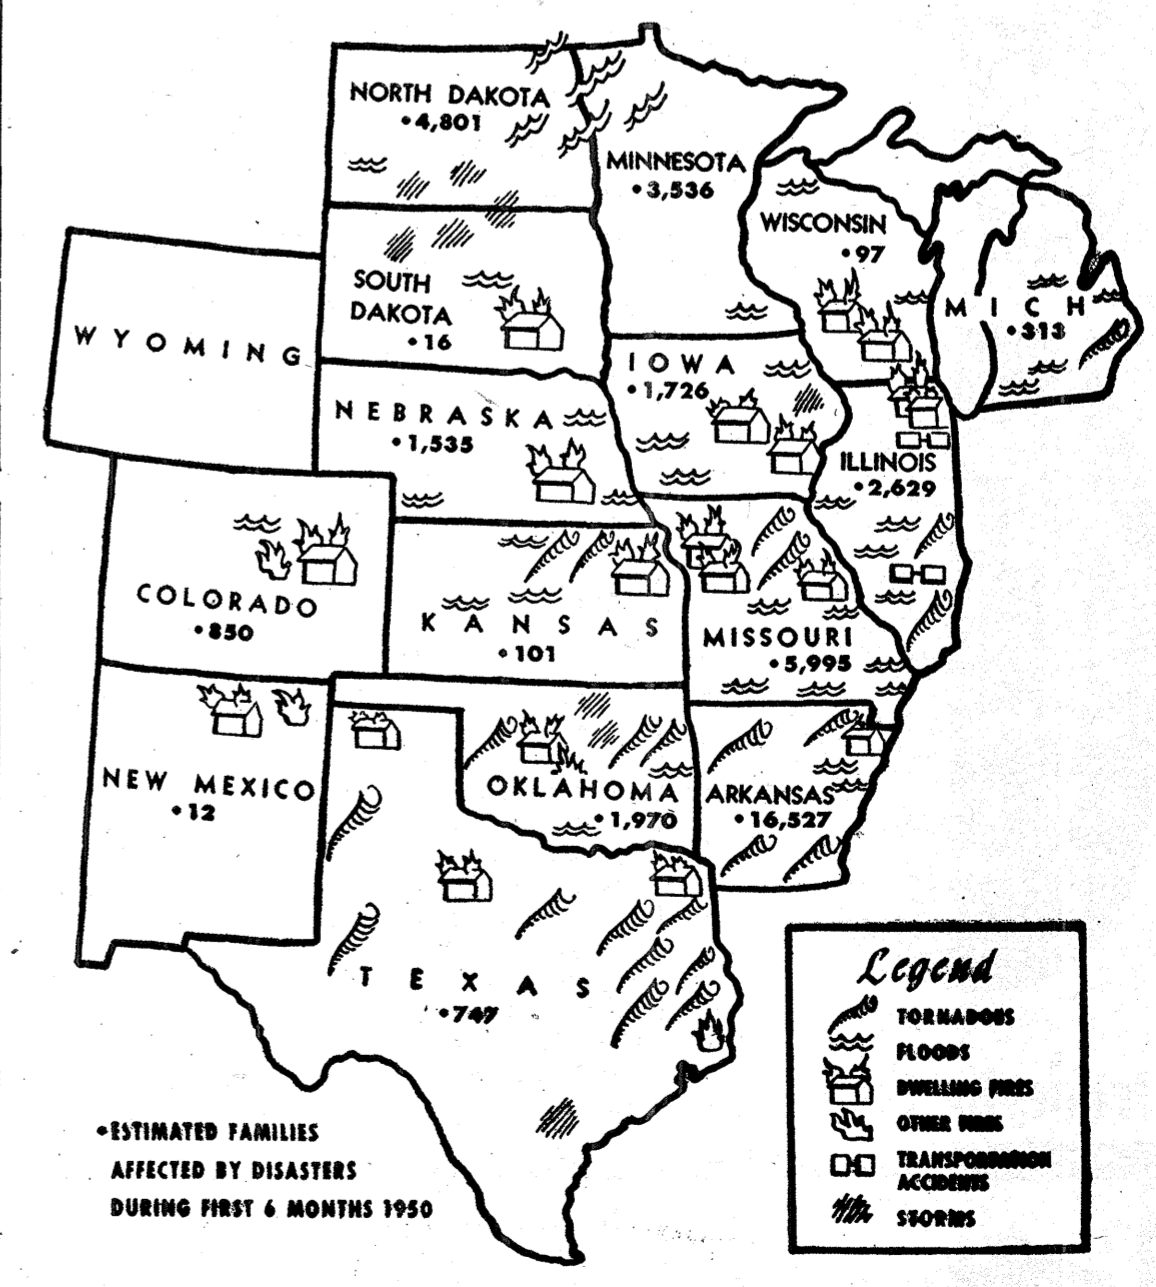 NORTH DAKOTA
•4,801
MINNESOTA
•3,536
WISCONSIN
•97
MICH
•313
SOUTH
DAKOTA
•16
WYOMING
IOWA
•1,726
NEBRASKA
•1,535
ILLINOIS
•2,629
COLORADO
•850
KANSAS
•101
MISSOURI
•5,995
NEW MEXICO
•12
OKLAHOMA
•1,970
ARKANSAS
•16,527
TEXAS
•747
Legend
TORNADOES
FLOODS
DWELLING FIRES
OTHER FIRES
TRANSPORTATION
ACCIDENTS
STORMS
•ESTIMATED FAMILIES
AFFECTED BY DISASTERS
DURING FIRST 6 MONTHS 1950